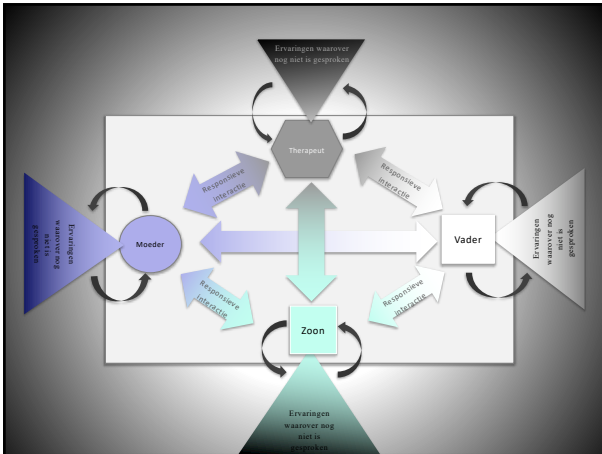 Ervaringen waarover
nog niet is gesproken
Therapeut
Responsieve
interactie
Responsieve
interactie
Ervaringen
waarover nog
niet is
gesproken
Moeder
Vader
Ervaringen
waarover nog
niet is
gesproken
Responsieve
interactie
Responsieve
interactie
Zoon
Ervaringen
waarover nog
niet is
gesproken